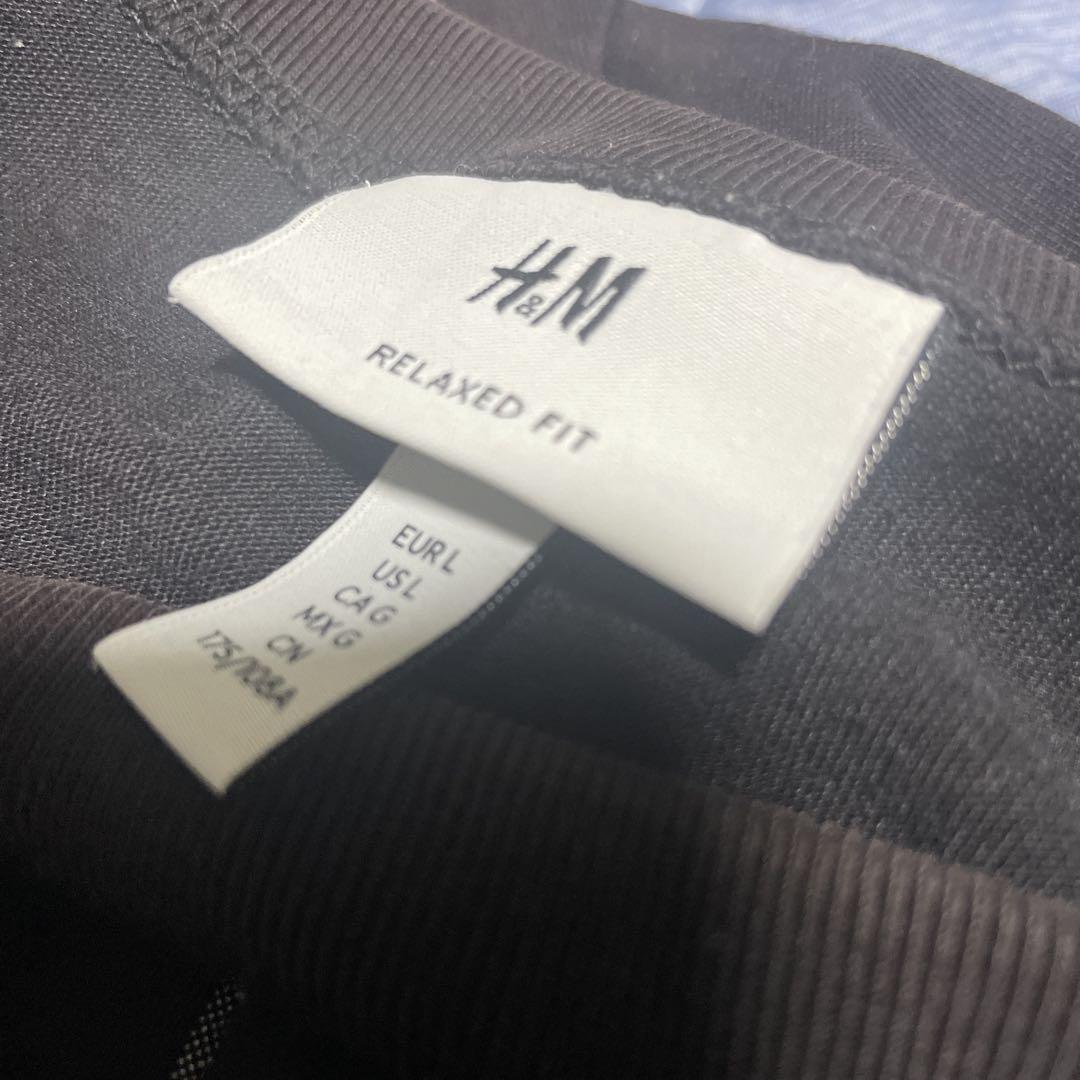 H&M
RELAXED FIT
EUR L
US L
CA G
MX G
CN
175/108A